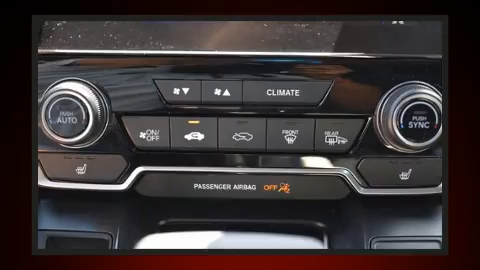 CLIMATE
PUSH
AUTO
ON/
OFF
FRONT
REAR
PUSH
SYNC
PASSENGER AIRBAG OFF